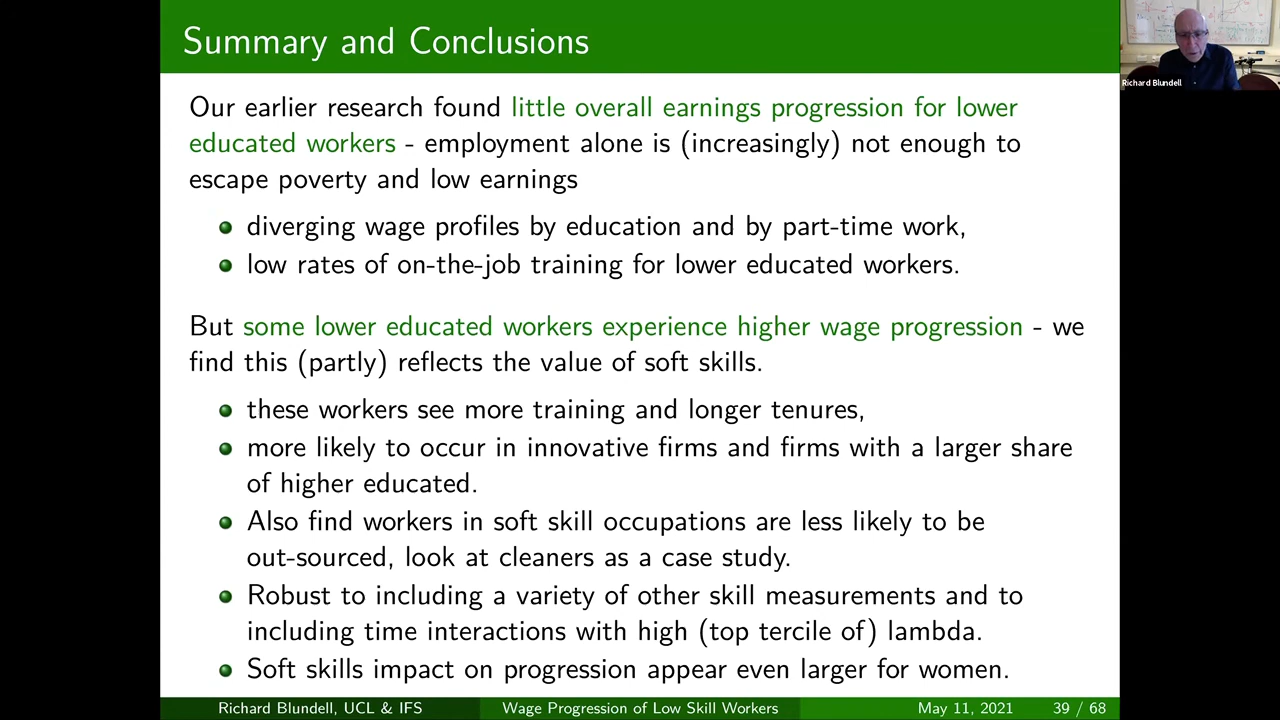 Summary and Conclusions
Richard Blundell
Our earlier research found little overall earnings progression for lower
educated workers - employment alone is (increasingly) not enough to
escape poverty and low earnings
diverging wage profiles by education and by part-time work,
low rates of on-the-job training for lower educated workers.
But some lower educated workers experience higher wage progression - we
find this (partly) reflects the value of soft skills.
these workers see more training and longer tenures,
more likely to occur in innovative firms and firms with a larger share
of higher educated.
Also find workers in soft skill occupations are less likely to be
out-sourced, look at cleaners as a case study.
Robust to including a variety of other skill measurements and to
including time interactions with high (top tercile of) lambda.
Soft skills impact on progression appear even larger for women.
Richard Blundell, UCL & IFS Wage Progression of Low Skill Workers May 11, 2021 39 / 68